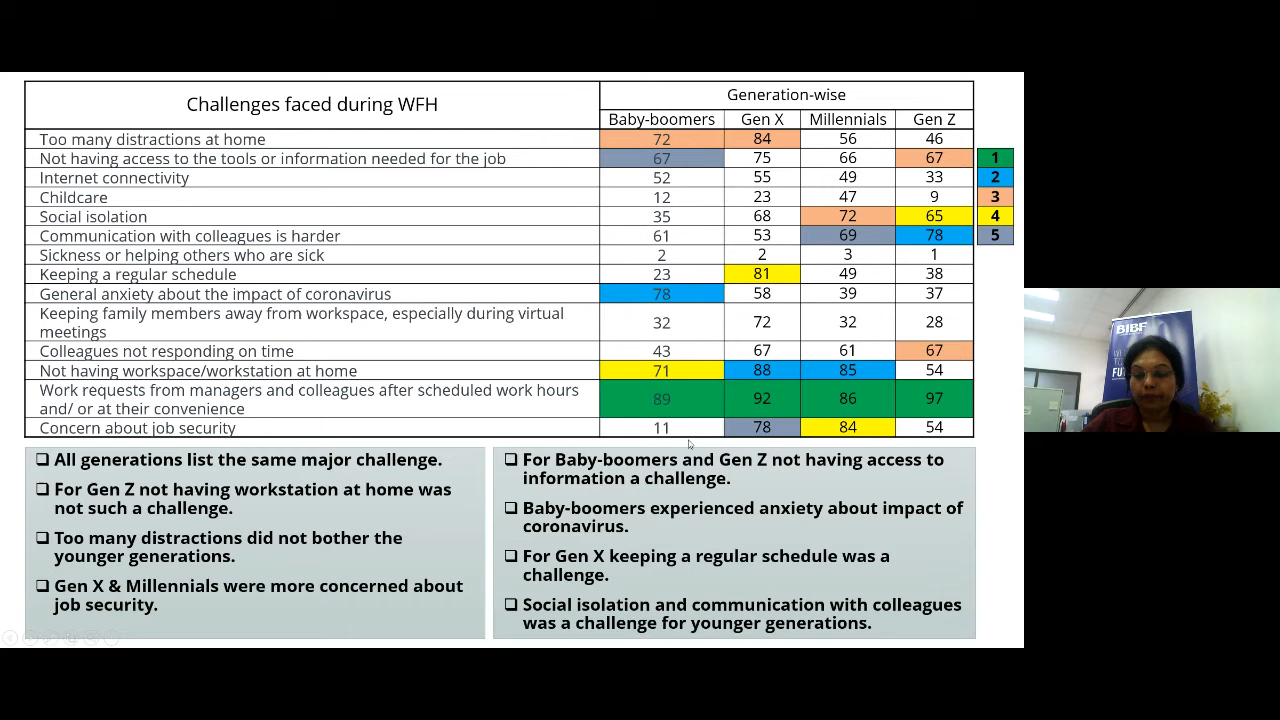 Challenges faced during WFH
Generation-wise
Baby-boomers Gen X Millennials Gen Z
Too many distractions at home 72 84 56 46
Not having access to the tools or information needed for the job 67 75 66 67 1
Internet connectivity 52 55 49 33 2
Childcare 12 23 47 9 3
Social isolation 35 68 72 65 4
Communication with colleagues is harder 61 53 69 78 5
Sickness or helping others who are sick 2 2 3 1
Keeping a regular schedule 23 81 49 38
General anxiety about the impact of coronavirus 78 58 39 37
Keeping family members away from workspace, especially during virtual
meetings 32 72 32 28
Colleagues not responding on time 43 67 61 67
Not having workspace/workstation at home 71 88 85 54
Work requests from managers and colleagues after scheduled work hours
and/ or at their convenience 89 92 86 97
Concern about job security 11 78 84 54
❑ All generations list the same major challenge.
❑ For Gen Z not having workstation at home was
not such a challenge.
❑ Too many distractions did not bother the
younger generations.
❑ Gen X & Millennials were more concerned about
job security.
❑ For Baby-boomers and Gen Z not having access to
information a challenge.
❑ Baby-boomers experienced anxiety about impact of
coronavirus.
❑ For Gen X keeping a regular schedule was a
challenge.
❑ Social isolation and communication with colleagues
was a challenge for younger generations.
BIBF